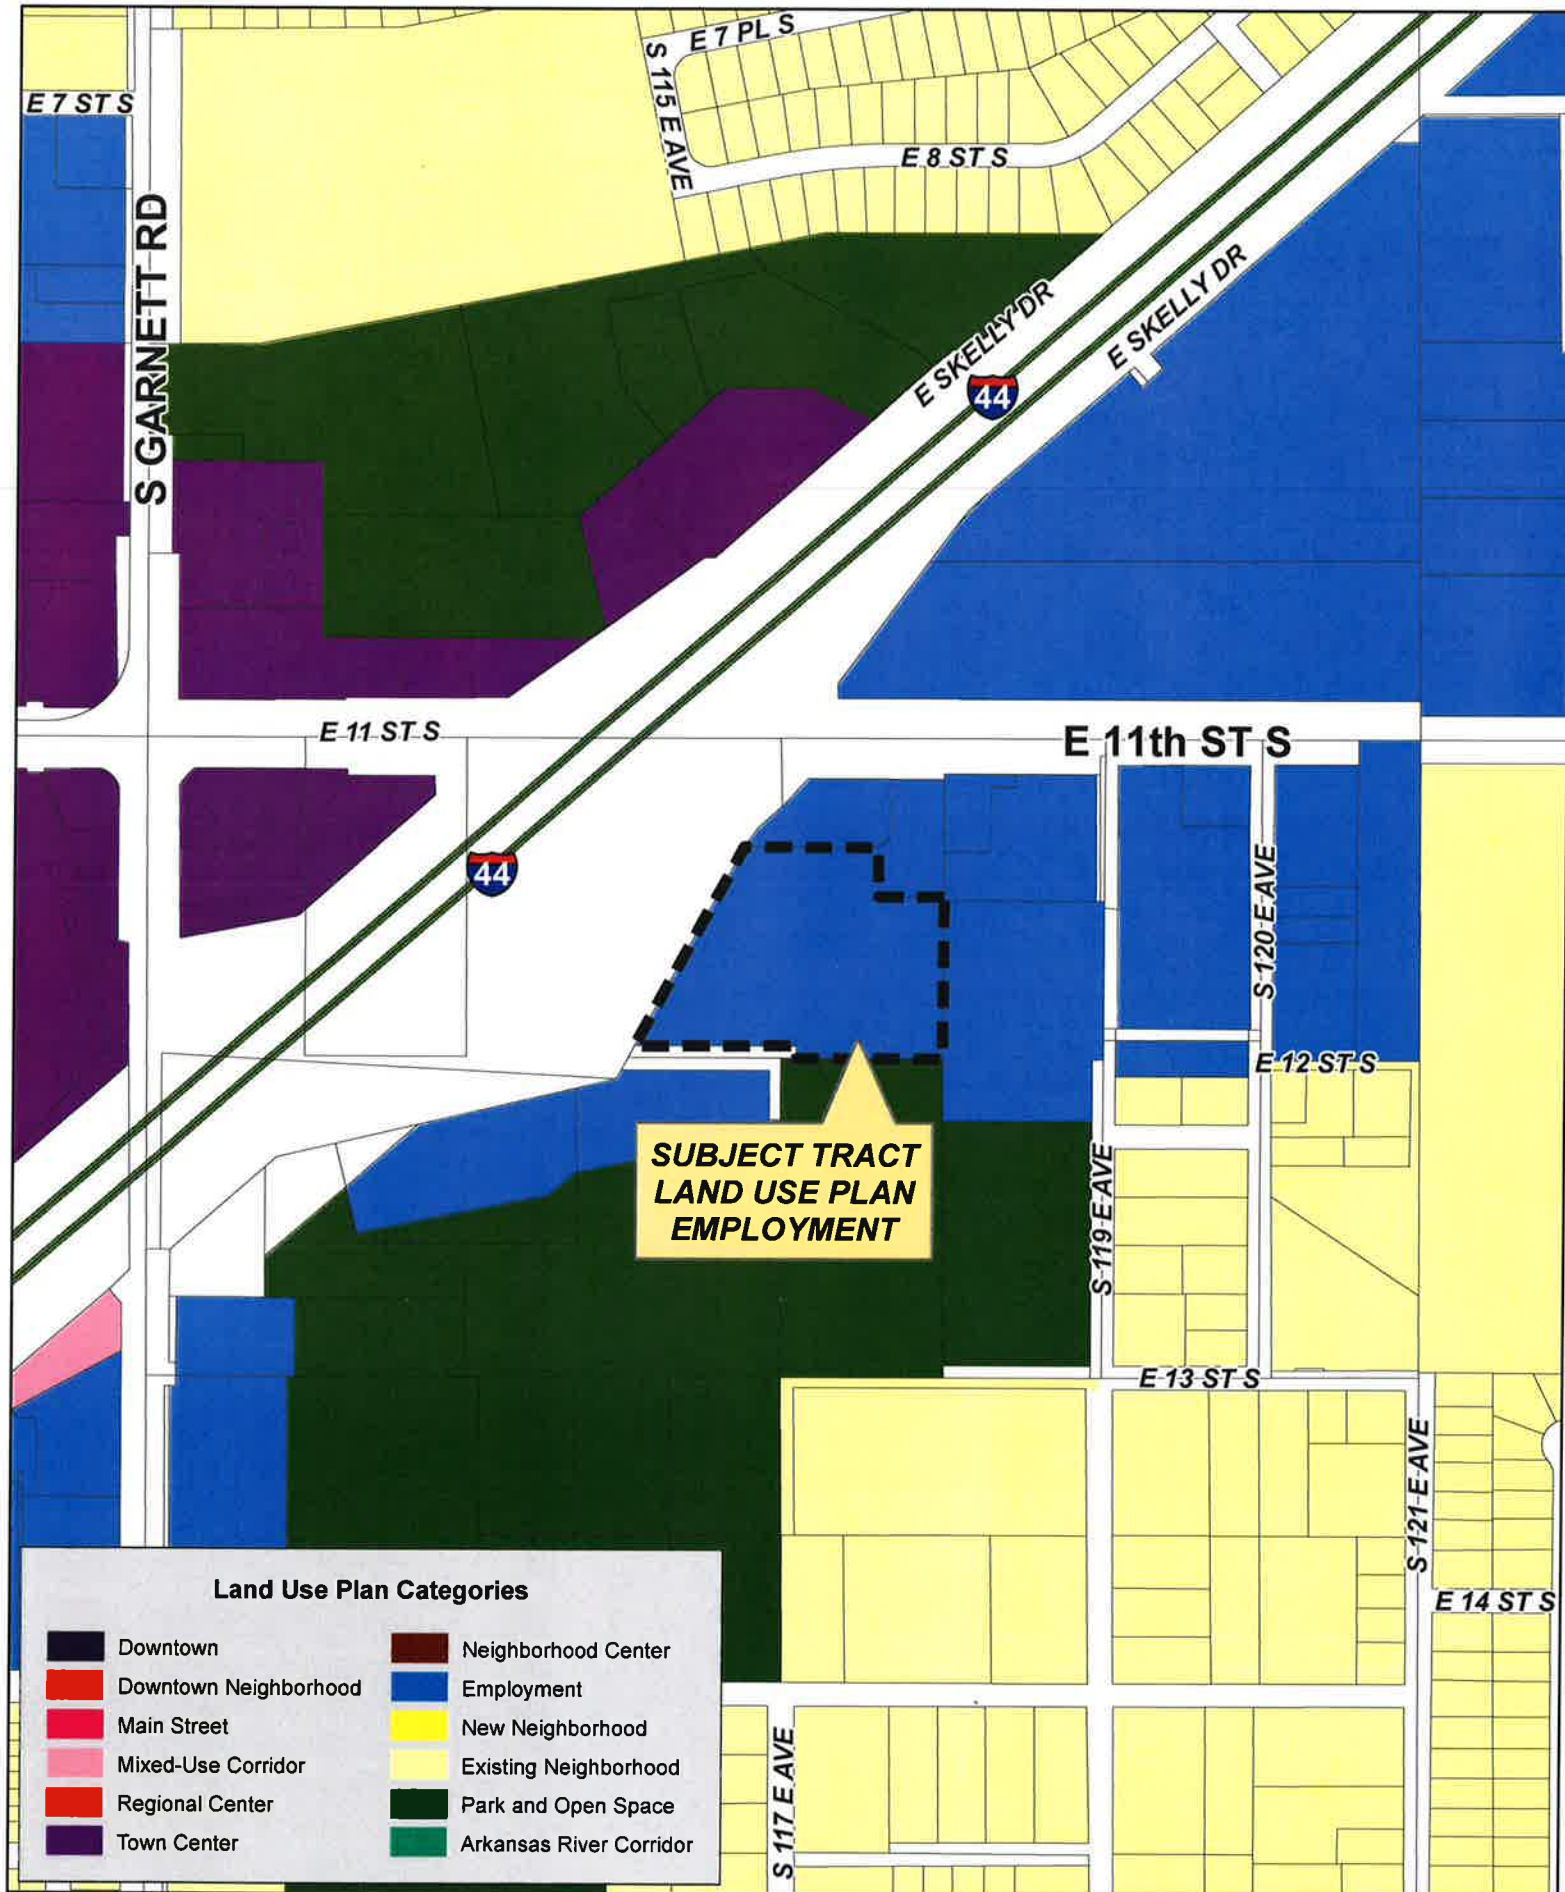 E 7 PL S
S 115 E AVE
E 7 ST S
E 8 ST S
S GARNETT RD
E SKELLY DR
E SKELLY DR
44
E 11 ST S
E 11th ST S
44
S 120 E AVE
E 12 ST S
SUBJECT TRACT
LAND USE PLAN
EMPLOYMENT
S 119 E AVE
E 13 ST S
S 121 E AVE
E 14 ST S
S 117 E AVE
Land Use Plan Categories
Downtown
Downtown Neighborhood
Main Street
Mixed-Use Corridor
Regional Center
Town Center
Neighborhood Center
Employment
New Neighborhood
Existing Neighborhood
Park and Open Space
Arkansas River Corridor